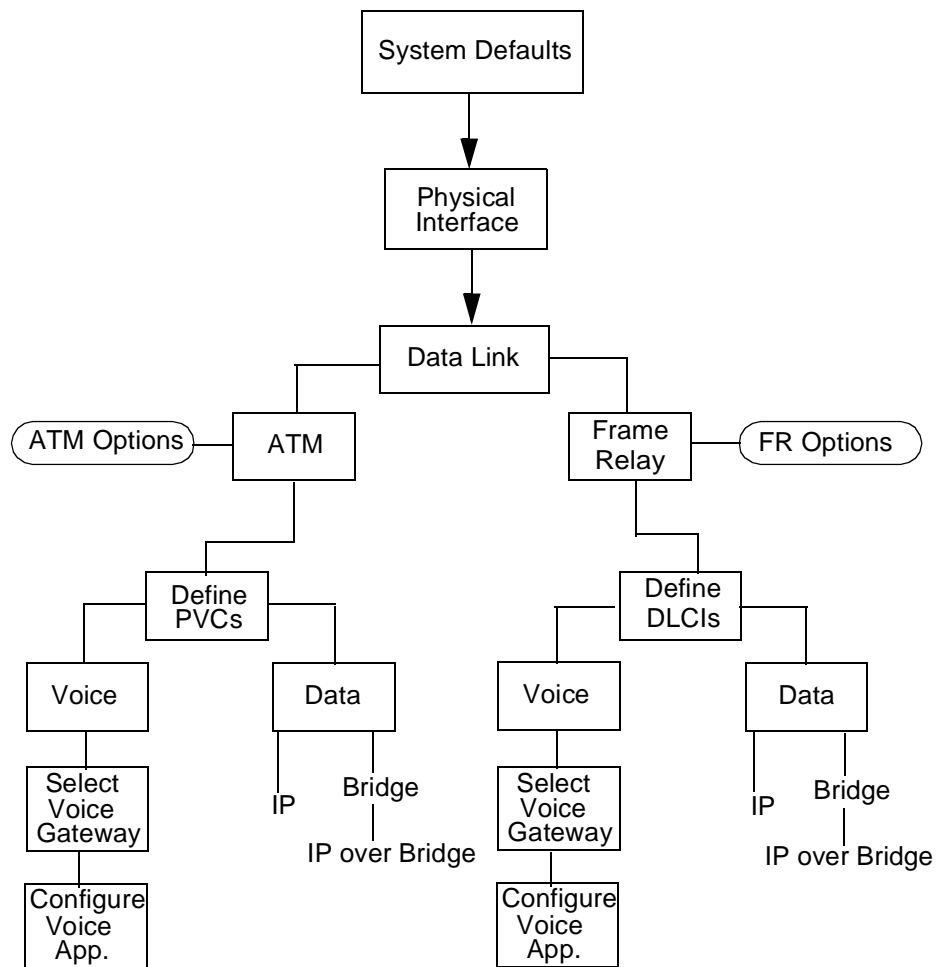 System Defaults
Physical
Interface
Data Link
ATM Options
ATM
Frame
Relay
FR Options
Define
PVCs
Define
DLCIs
Voice
Data
Voice
Data
Select
Voice
Gateway
IP
Bridge
IP over Bridge
Select
Voice
Gateway
IP
Bridge
IP over Bridge
Configure
Voice
App.
Configure
Voice
App.